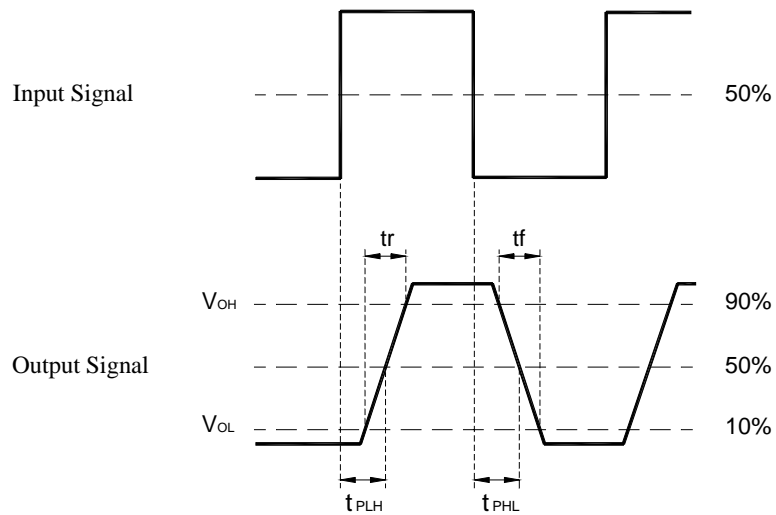 Input Signal 50%
tr tf
VOH 90%
Output Signal 50%
VOL 10%
tPLH tPHL